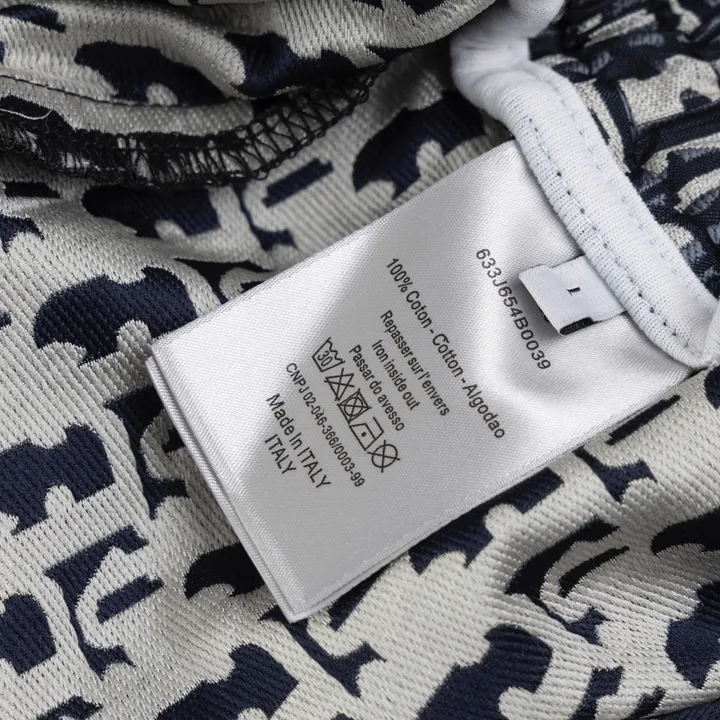 633J654B0039
100% Coton - Cotton - Algodao
Repasser sur l'envers
Iron inside out
Passar do avesso
30
CNPJ 02-046-366/0003-99
Made In ITALY
ITALY